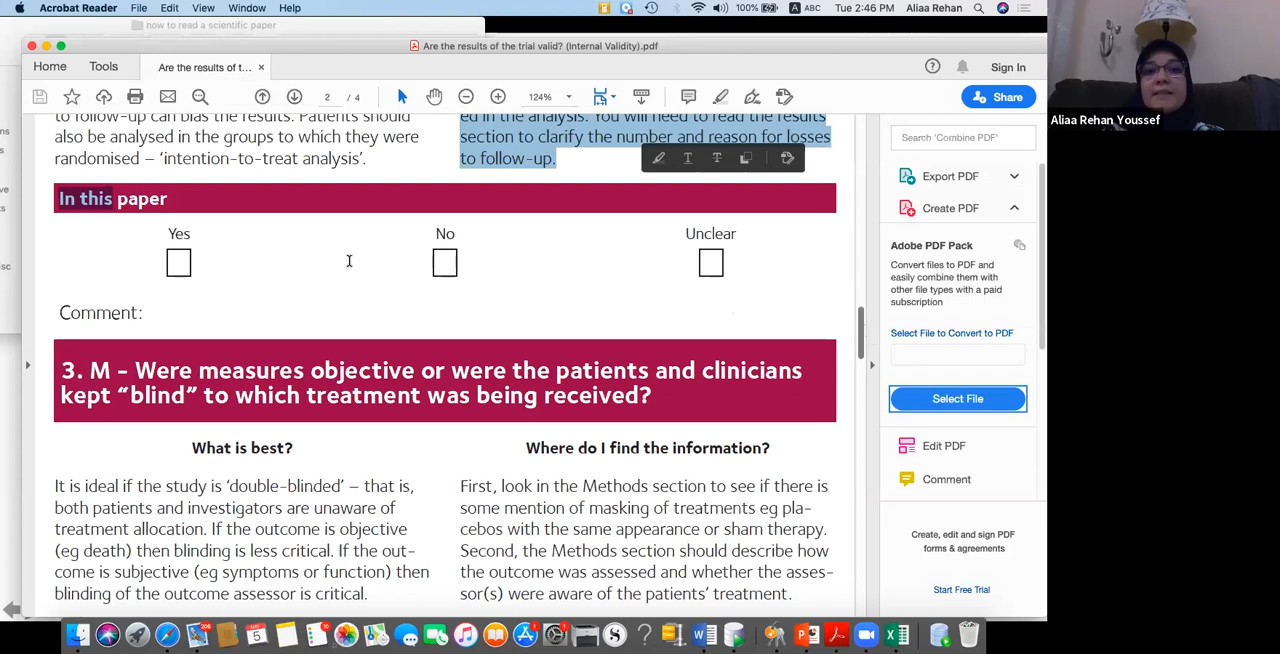 Acrobat Reader File Edit View Window Help
100% ABC Tue 2:46 PM Aliaa Rehan
how to read a scientific paper
Are the results of the trial valid? (Internal Validity).pdf
Home Tools Are the results of t... × Sign In
2 / 4 124% Share
to follow-up can bias the results. Patients should
also be analysed in the groups to which they were
randomised – ‘intention-to-treat analysis’.
ed in the analysis. You will need to read the results
section to clarify the number and reason for losses
to follow-up.
In this paper
Yes No Unclear
Comment:
3. M - Were measures objective or were the patients and clinicians
kept “blind” to which treatment was being received?
What is best?
It is ideal if the study is ‘double-blinded’ – that is,
both patients and investigators are unaware of
treatment allocation. If the outcome is objective
(eg death) then blinding is less critical. If the out-
come is subjective (eg symptoms or function) then
blinding of the outcome assessor is critical.
Where do I find the information?
First, look in the Methods section to see if there is
some mention of masking of treatments eg pla-
cebos with the same appearance or sham therapy.
Second, the Methods section should describe how
the outcome was assessed and whether the asses-
sor(s) were aware of the patients’ treatment.
Search 'Combine PDF'
Export PDF
Create PDF
Adobe PDF Pack
Convert files to PDF and
easily combine them with
other file types with a paid
subscription
Select File to Convert to PDF
Select File
Edit PDF
Comment
Create, edit and sign PDF
forms & agreements
Start Free Trial
Aliaa Rehan Youssef